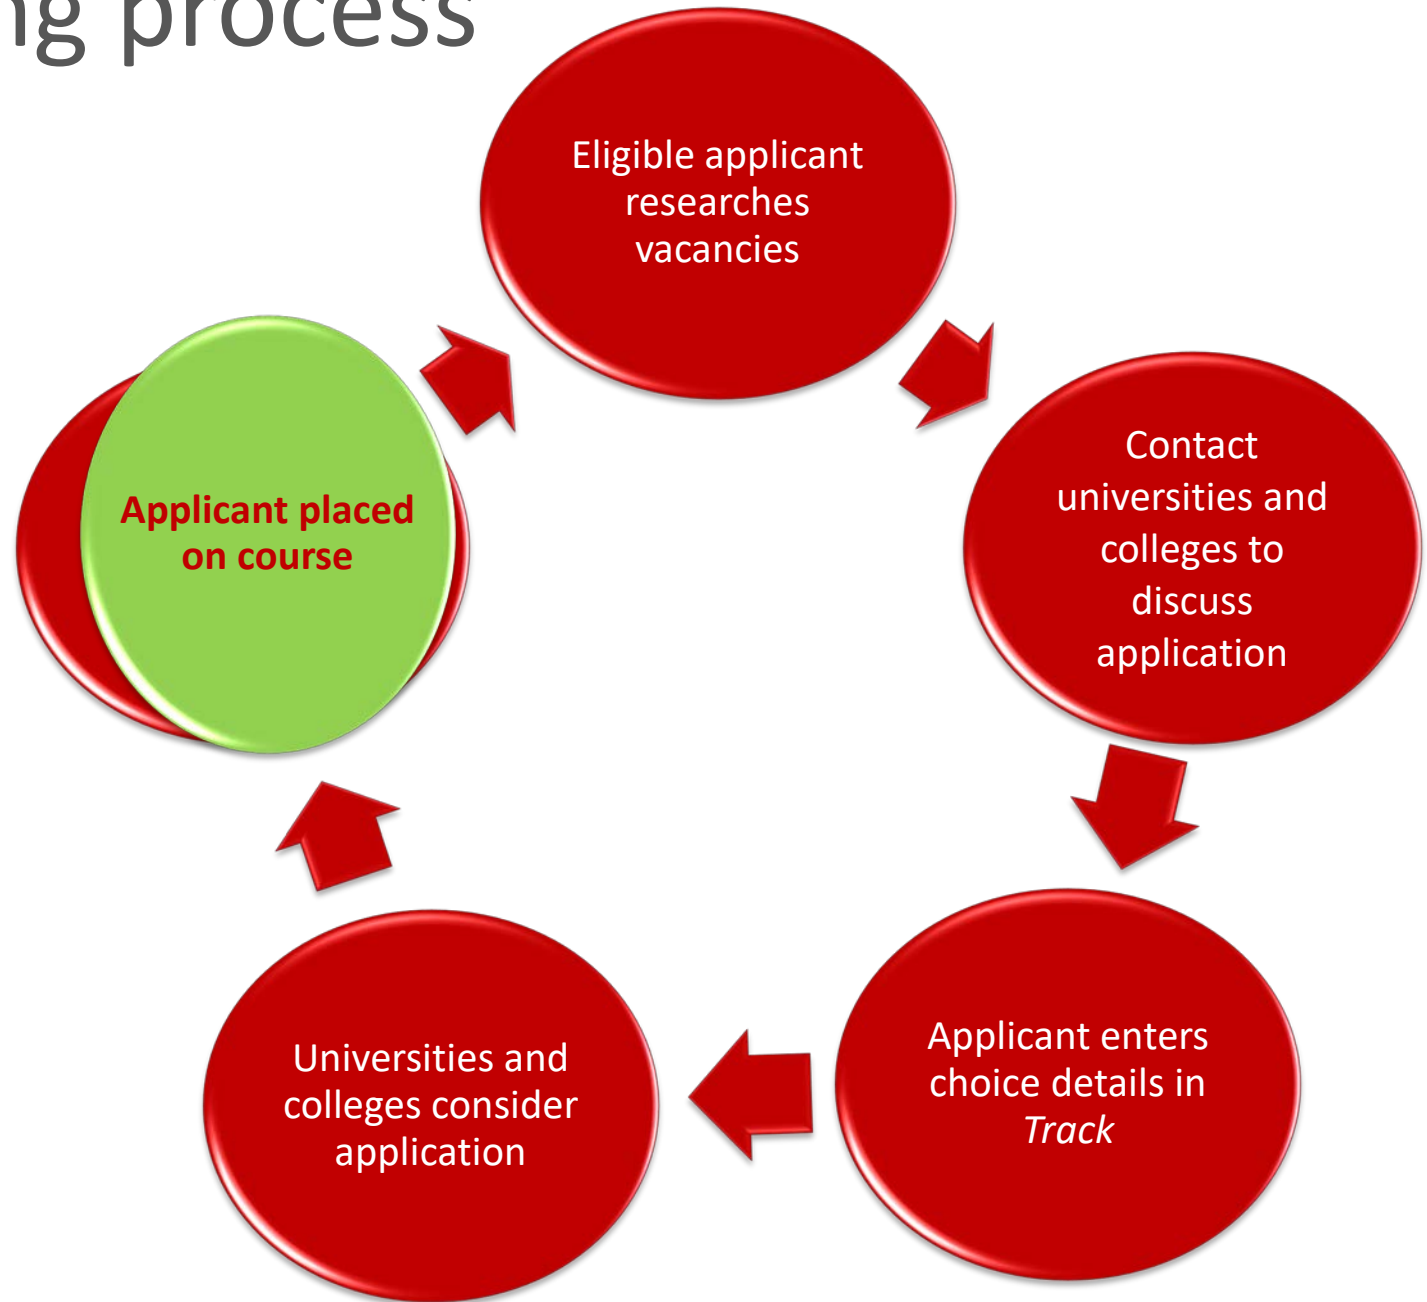 ng process
Eligible applicant
researches
vacancies
Contact
universities and
colleges to
discuss
application
Applicant enters
choice details in
Track
Universities and
colleges consider
application
Applicant placed
on course